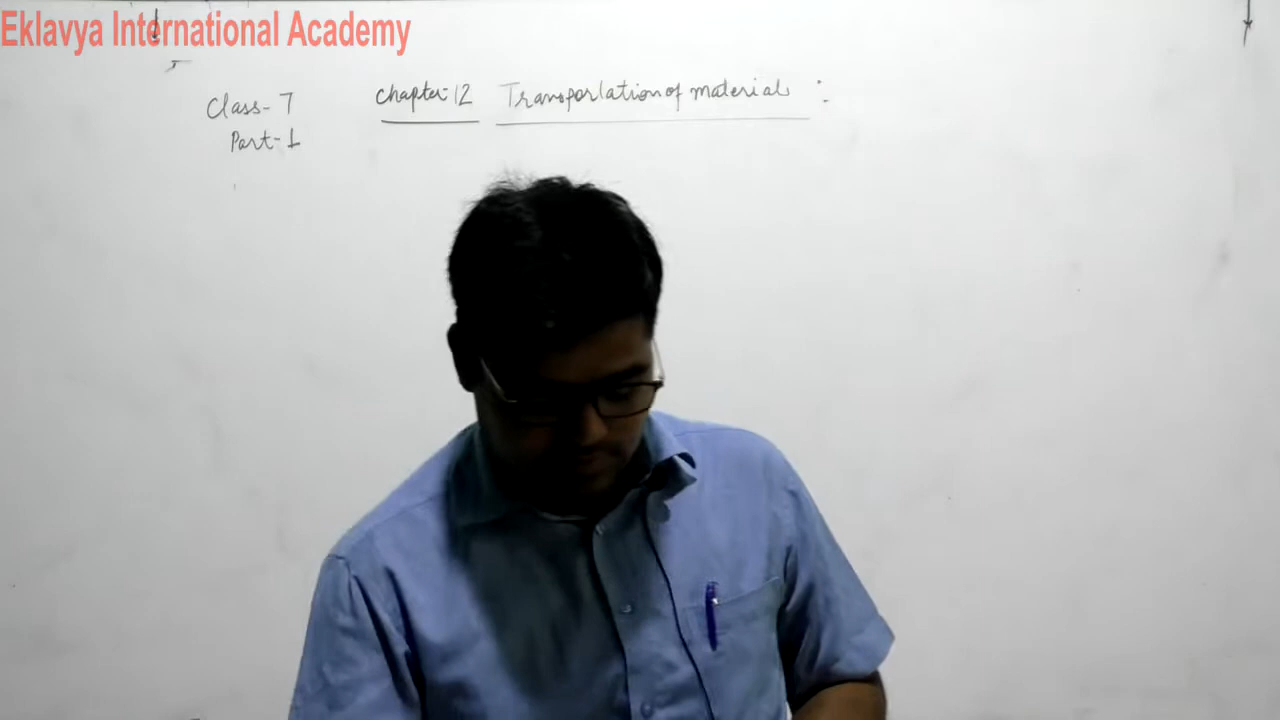 Eklavya International Academy
Class-7 Chapter-12 Transportation of materials :
Part-1